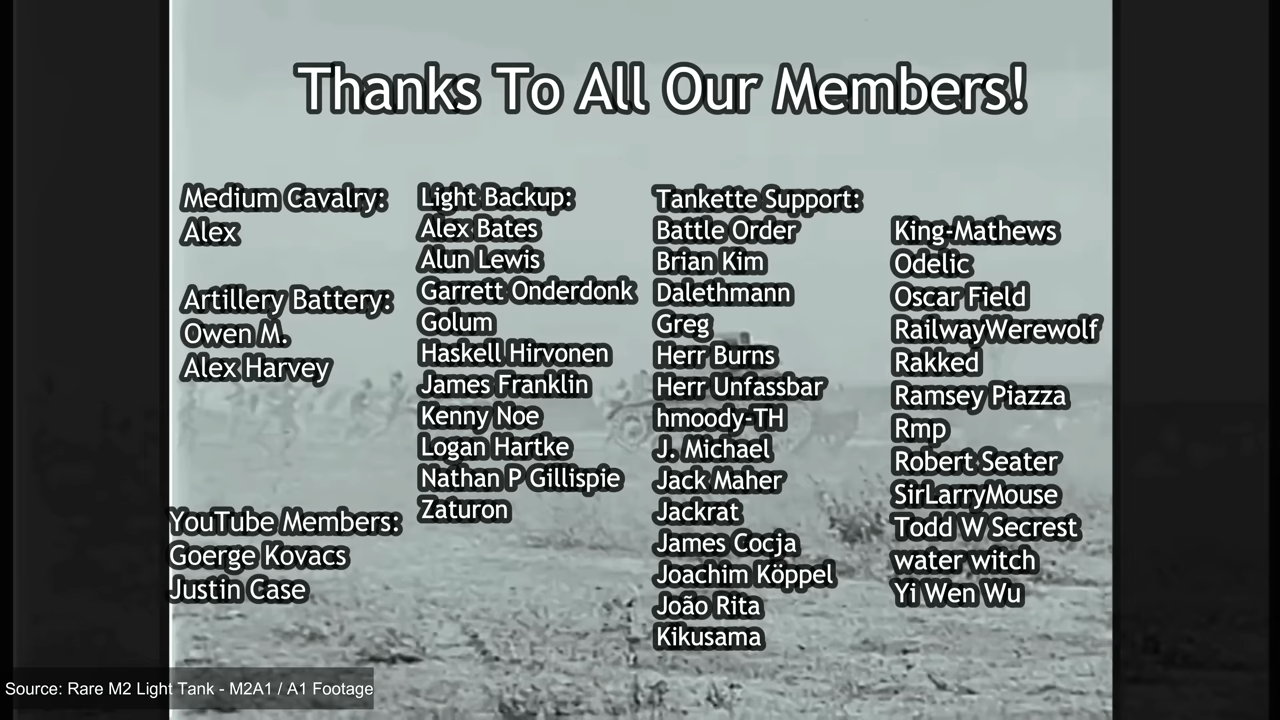 Thanks To All Our Members!
Medium Cavalry:
Alex
Artillery Battery:
Owen M.
Alex Harvey
YouTube Members:
Goerge Kovacs
Justin Case
Light Backup:
Alex Bates
Alun Lewis
Garrett Onderdonk
Golum
Haskell Hirvonen
James Franklin
Kenny Noe
Logan Hartke
Nathan P Gillispie
Zaturon
Tankette Support:
Battle Order
Brian Kim
Dalethmann
Greg
Herr Burns
Herr Unfassbar
hmoody-TH
J. Michael
Jack Maher
Jackrat
James Cocja
Joachim Köppel
João Rita
Kikusama
King-Mathews
Odelic
Oscar Field
RailwayWerewolf
Rakked
Ramsey Piazza
Rmp
Robert Seater
SirLarryMouse
Todd W Secrest
water witch
Yi Wen Wu
Source: Rare M2 Light Tank - M2A1 / A1 Footage